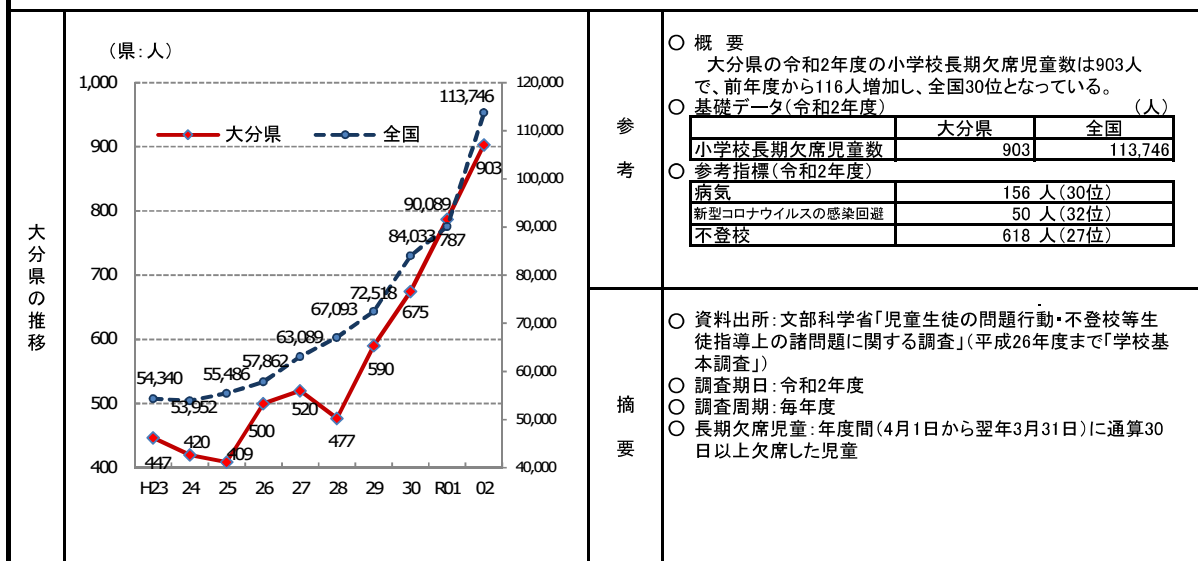 大分県の推移
（県：人）
1,000
900
800
700
600
500
400
120,000
110,000
100,000
90,000
80,000
70,000
60,000
50,000
40,000
大分県
全国
54,340
53,952
55,486
57,862
63,089
67,093
72,518
84,033
90,089
113,746
447
420
409
500
520
477
590
675
787
903
H23 24 25 26 27 28 29 30 R01 02
参考
○ 概 要
大分県の令和2年度の小学校長期欠席児童数は903人
で、前年度から116人増加し、全国30位となっている。
○ 基礎データ（令和2年度） （人）
大分県 全国
小学校長期欠席児童数 903 113,746
○ 参考指標（令和2年度）
病気 156 人（30位）
新型コロナウイルスの感染回避 50 人（32位）
不登校 618 人（27位）
摘要
○ 資料出所：文部科学省「児童生徒の問題行動・不登校等生
徒指導上の諸問題に関する調査」（平成26年度まで「学校基
本調査」）
○ 調査期日：令和2年度
○ 調査周期：毎年度
○ 長期欠席児童：年度間（4月1日から翌年3月31日）に通算30
日以上欠席した児童